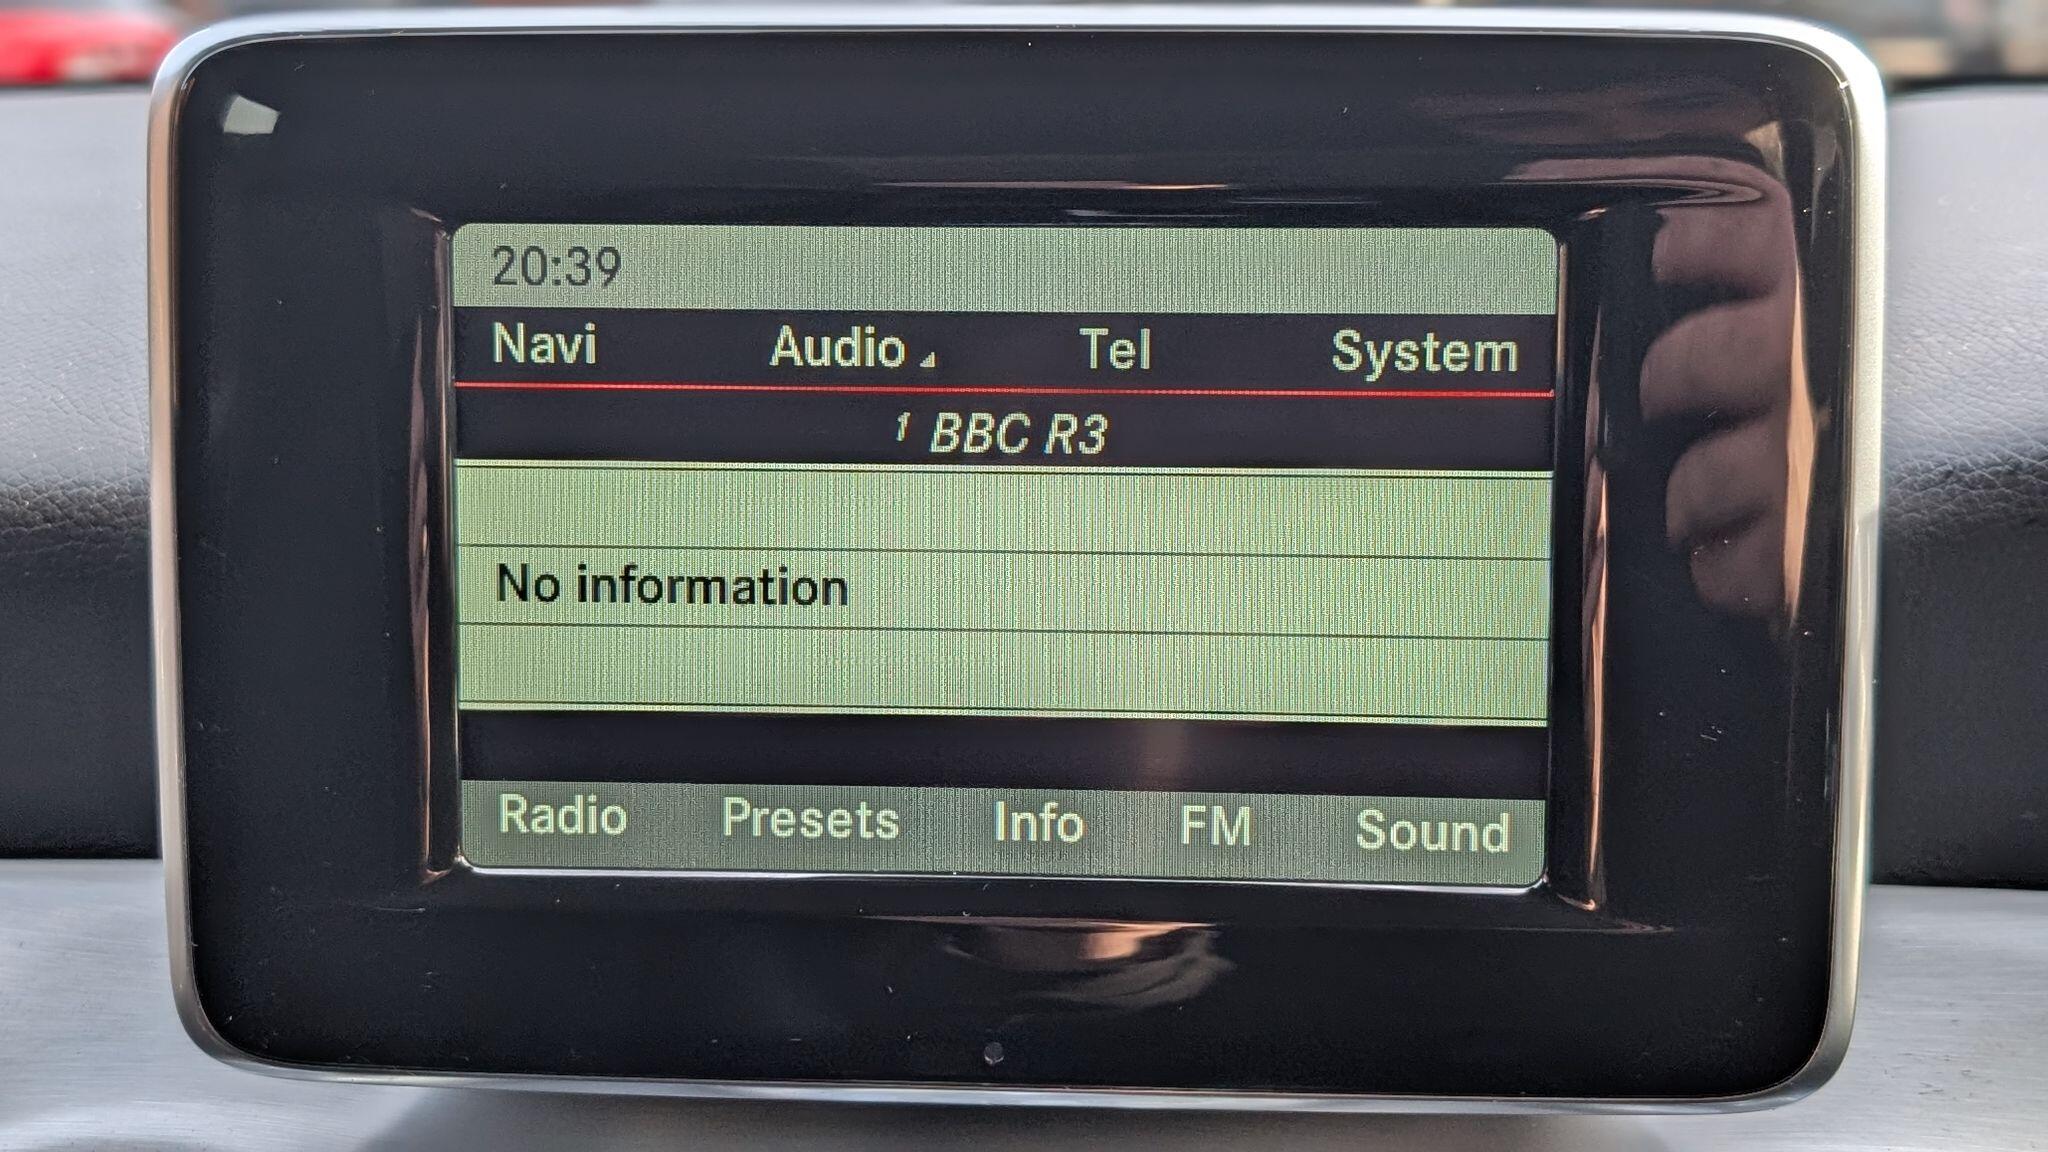 20:39
Navi Audio Tel System
1 BBC R3
No information
Radio Presets Info FM Sound